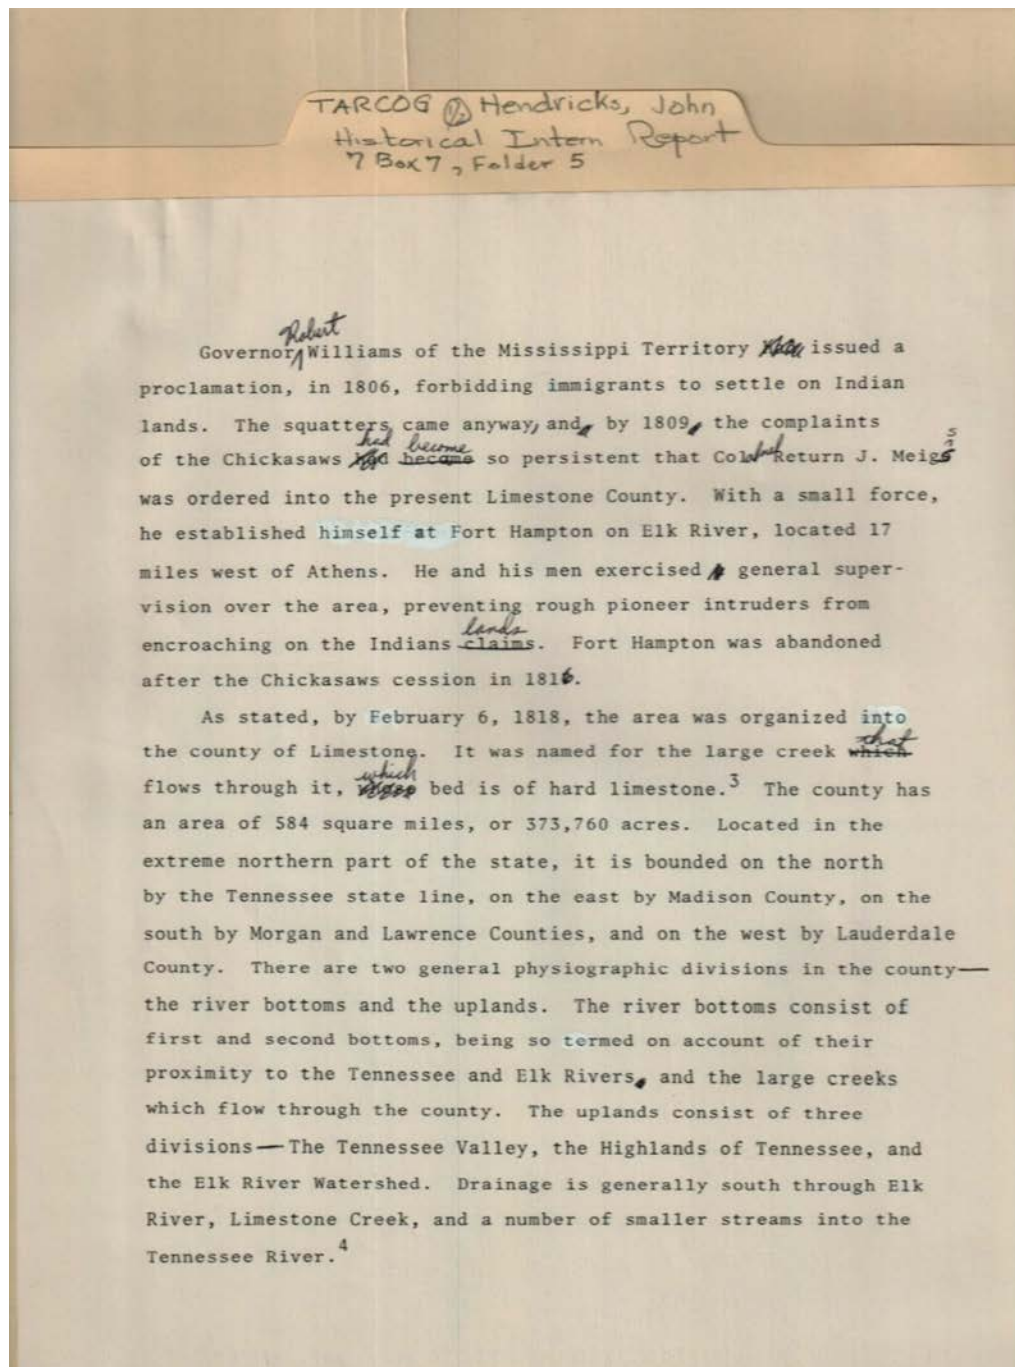 TARCOG 1/2 Hendricks, John
Historical Intern Report
7 Box 7, Folder 5
Robert
Governor Williams of the Mississippi Territory issued a
proclamation, in 1806, forbidding immigrants to settle on Indian
lands. The squatters came anyway, and by 1809 the complaints
had become
of the Chickasaws became so persistent that Colonel Return J. Meigs
was ordered into the present Limestone County. With a small force,
he established himself at Fort Hampton on Elk River, located 17
miles west of Athens. He and his men exercised general super-
vision over the area, preventing rough pioneer intruders from
lands
encroaching on the Indians claims. Fort Hampton was abandoned
after the Chickasaws cession in 1816.
As stated, by February 6, 1818, the area was organized into
that
the county of Limestone. It was named for the large creek which
which
flows through it, bed is of hard limestone.3 The county has
an area of 584 square miles, or 373,760 acres. Located in the
extreme northern part of the state, it is bounded on the north
by the Tennessee state line, on the east by Madison County, on the
south by Morgan and Lawrence Counties, and on the west by Lauderdale
County. There are two general physiographic divisions in the county—
the river bottoms and the uplands. The river bottoms consist of
first and second bottoms, being so termed on account of their
proximity to the Tennessee and Elk Rivers, and the large creeks
which flow through the county. The uplands consist of three
divisions—The Tennessee Valley, the Highlands of Tennessee, and
the Elk River Watershed. Drainage is generally south through Elk
River, Limestone Creek, and a number of smaller streams into the
Tennessee River.4